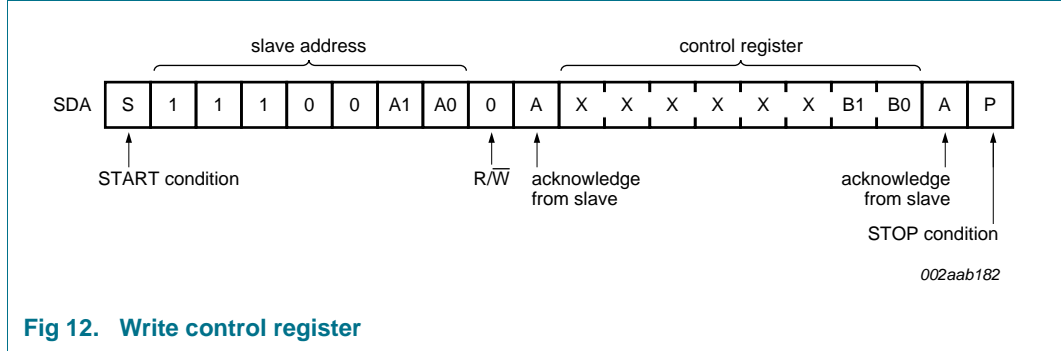 slave address control register
SDA S 1 1 1 0 0 A1 A0 0 A X X X X X X B1 B0 A P
START condition R/W̅ acknowledge from slave acknowledge from slave
STOP condition
002aab182
Fig 12. Write control register